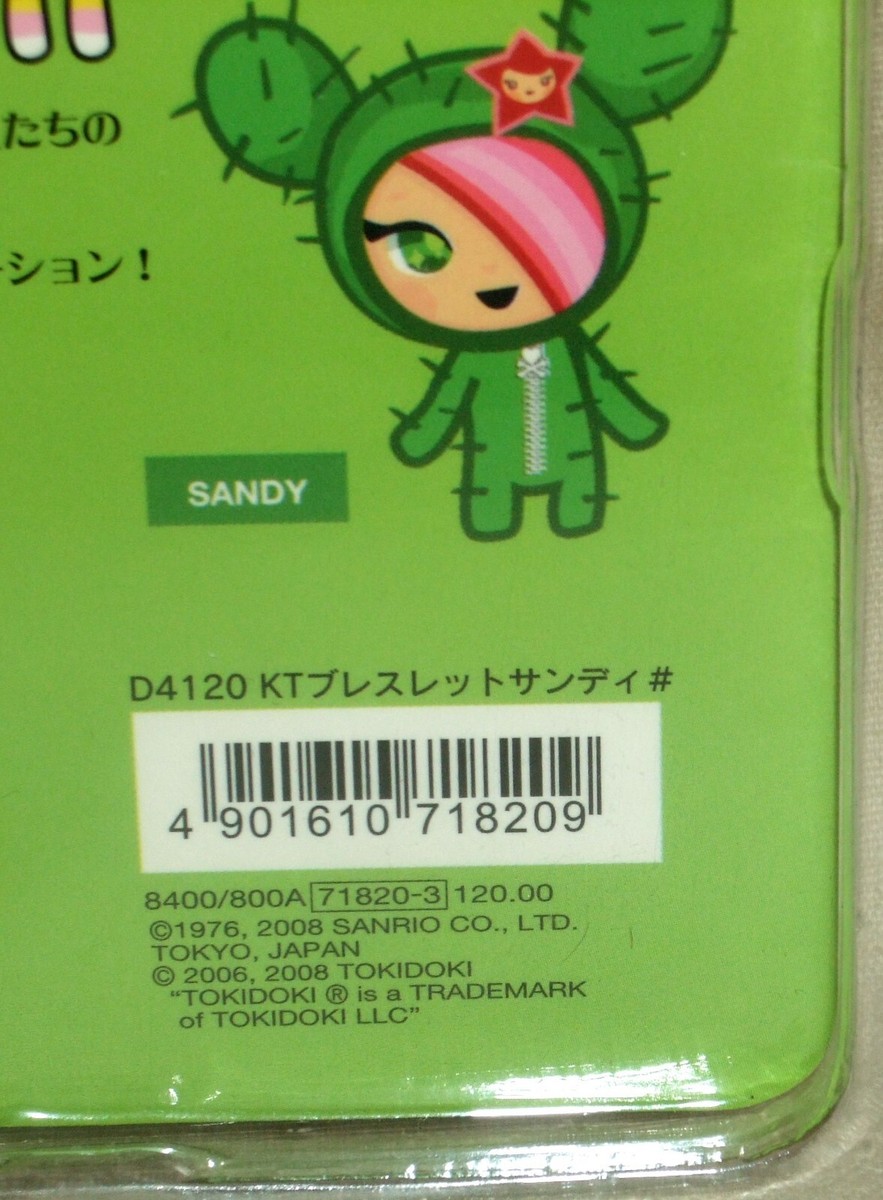 たちの
ーション！
SANDY
D4120 KTブレスレットサンディ#
4 901610 718209
8400/800A 71820-3 120.00
©1976, 2008 SANRIO CO., LTD.
TOKYO, JAPAN
© 2006, 2008 TOKIDOKI
“TOKIDOKI ® is a TRADEMARK
of TOKIDOKI LLC”